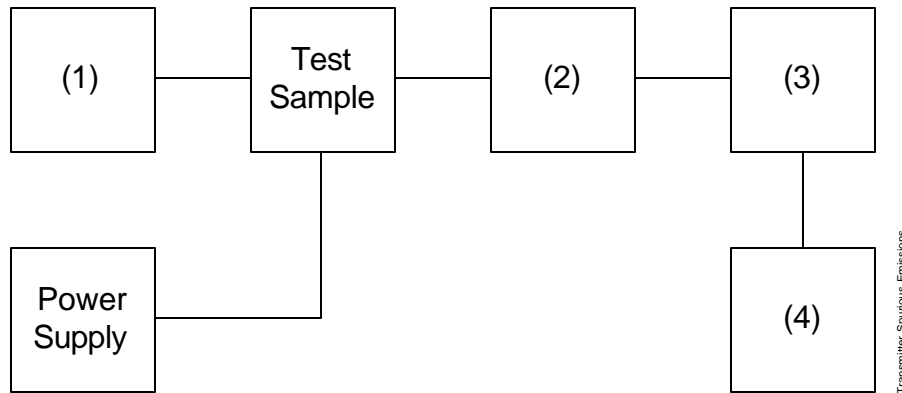 (1)
Test
Sample
(2)
(3)
Power
Supply
(4)
Transmitter Spurious Emissions